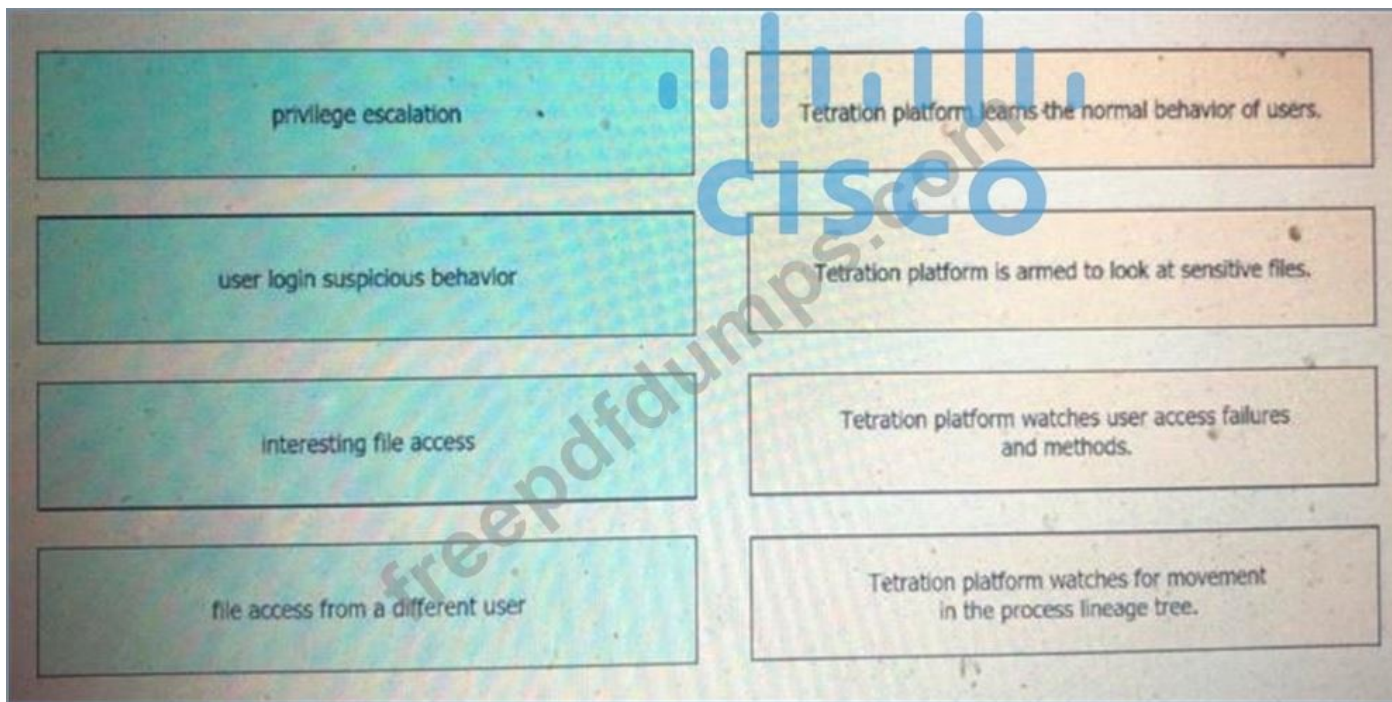 privilege escalation
Tetration platform learns the normal behavior of users.
user login suspicious behavior
Tetration platform is armed to look at sensitive files.
interesting file access
Tetration platform watches user access failures
and methods.
file access from a different user
Tetration platform watches for movement
in the process lineage tree.
CISCO
freepdfdumps.com